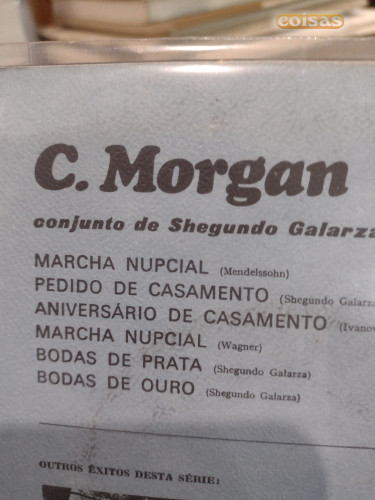 coisas
C. Morgan
conjunto de Shegundo Galarza
MARCHA NUPCIAL (Mendelssohn)
PEDIDO DE CASAMENTO (Shegundo Galarza
ANIVERSÁRIO DE CASAMENTO (Ivanov
MARCHA NUPCIAL (Wagner)
BODAS DE PRATA (Shegundo Galarza)
BODAS DE OURO (Shegundo Galarza)
OUTROS ÊXITOS DESTA SÉRIE: